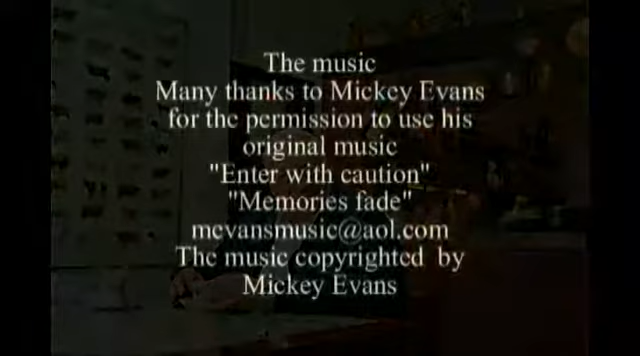 The music
Many thanks to Mickey Evans
for the permission to use his
original music
"Enter with caution"
"Memories fade"
mevansmusic@aol.com
The music copyrighted  by
Mickey Evans